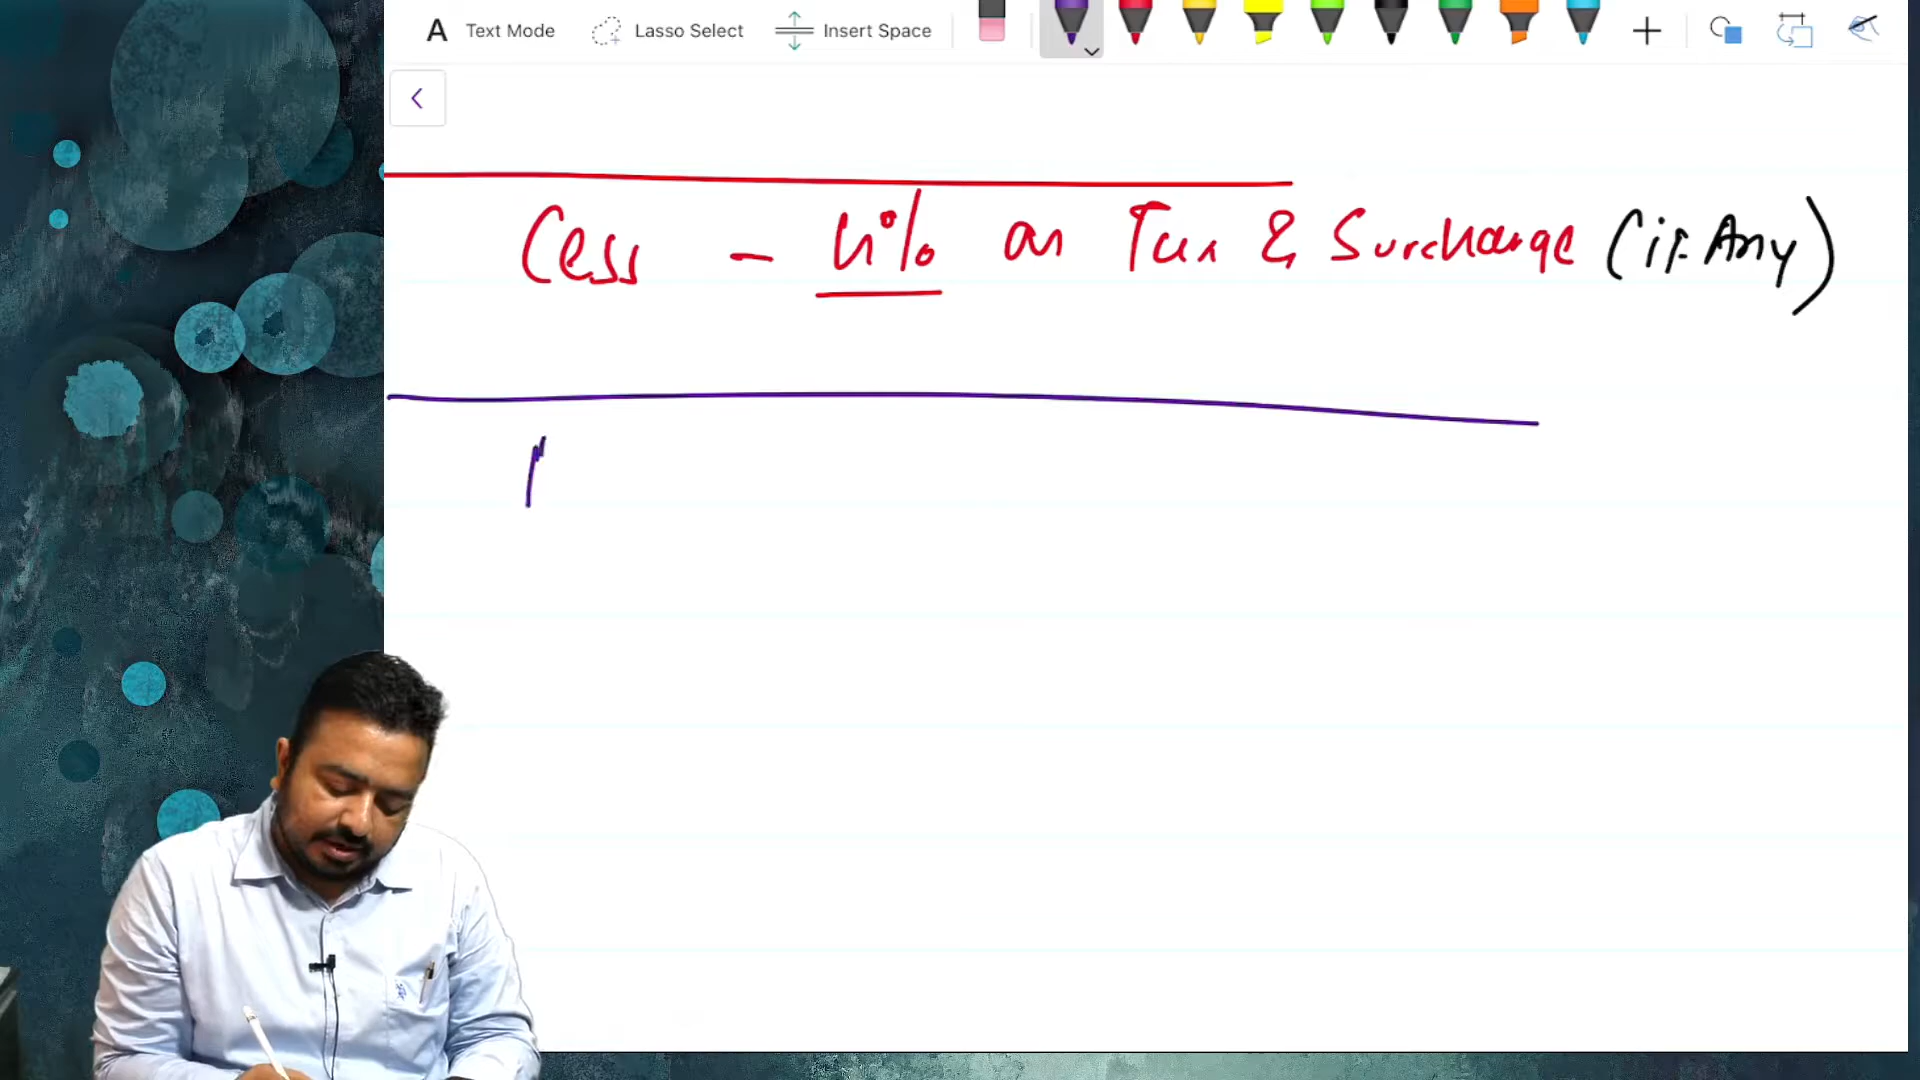 Text Mode Lasso Select Insert Space
Cess - 4% on Tax & Surcharge (if Any)